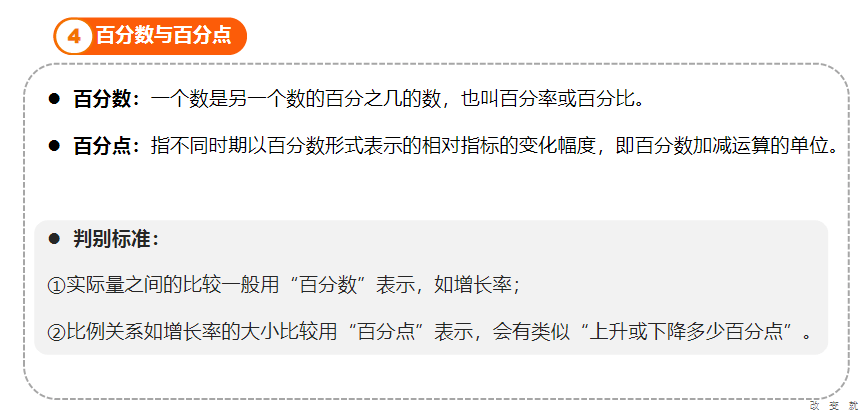 4 百分数与百分点
● 百分数：一个数是另一个数的百分之几的数，也叫百分率或百分比。
● 百分点：指不同时期以百分数形式表示的相对指标的变化幅度，即百分数加减运算的单位。
● 判别标准：
①实际量之间的比较一般用“百分数”表示，如增长率；
②比例关系如增长率的大小比较用“百分点”表示，会有类似“上升或下降多少百分点”。
改 变 就